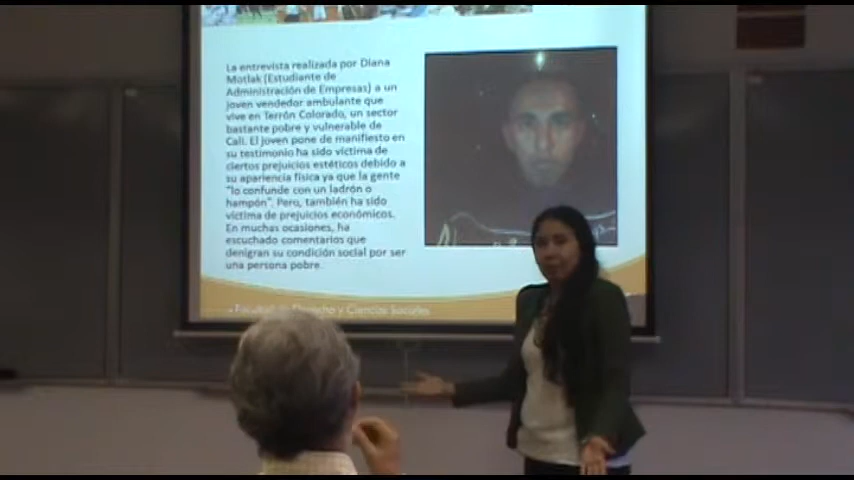 La entrevista realizada por Diana
Motlak (Estudiante de
Administración de Empresas) a un
joven vendedor ambulante que
vive en Terrón Colorado, un sector
bastante pobre y vulnerable de
Cali. El joven pone de manifiesto en
su testimonio ha sido víctima de
ciertos prejuicios estéticos debido a
su apariencia física ya que la gente
"lo confunde con un ladrón o
hampón". Pero, también ha sido
víctima de prejuicios económicos.
En muchas ocasiones, ha
escuchado comentarios que
denigran su condición social por ser
una persona pobre.
Facultad de Derecho y Ciencias Sociales